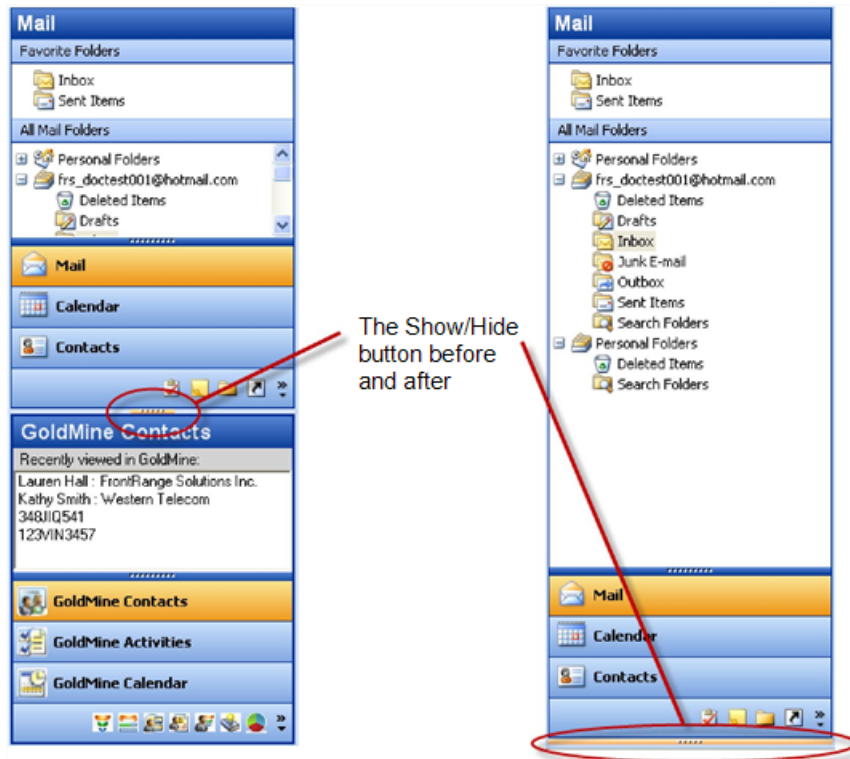 Mail
Favorite Folders
Inbox
Sent Items
All Mail Folders
Personal Folders
frs_doctest001@hotmail.com
Deleted Items
Drafts
Mail
Calendar
Contacts
GoldMine Contacts
Recently viewed in GoldMine:
Lauren Hall : FrontRange Solutions Inc.
Kathy Smith : Western Telecom
348JIQ541
123VIN3457
GoldMine Contacts
GoldMine Activities
GoldMine Calendar
The Show/Hide
button before
and after
Mail
Favorite Folders
Inbox
Sent Items
All Mail Folders
Personal Folders
frs_doctest001@hotmail.com
Deleted Items
Drafts
Inbox
Junk E-mail
Outbox
Sent Items
Search Folders
Personal Folders
Deleted Items
Search Folders
Mail
Calendar
Contacts